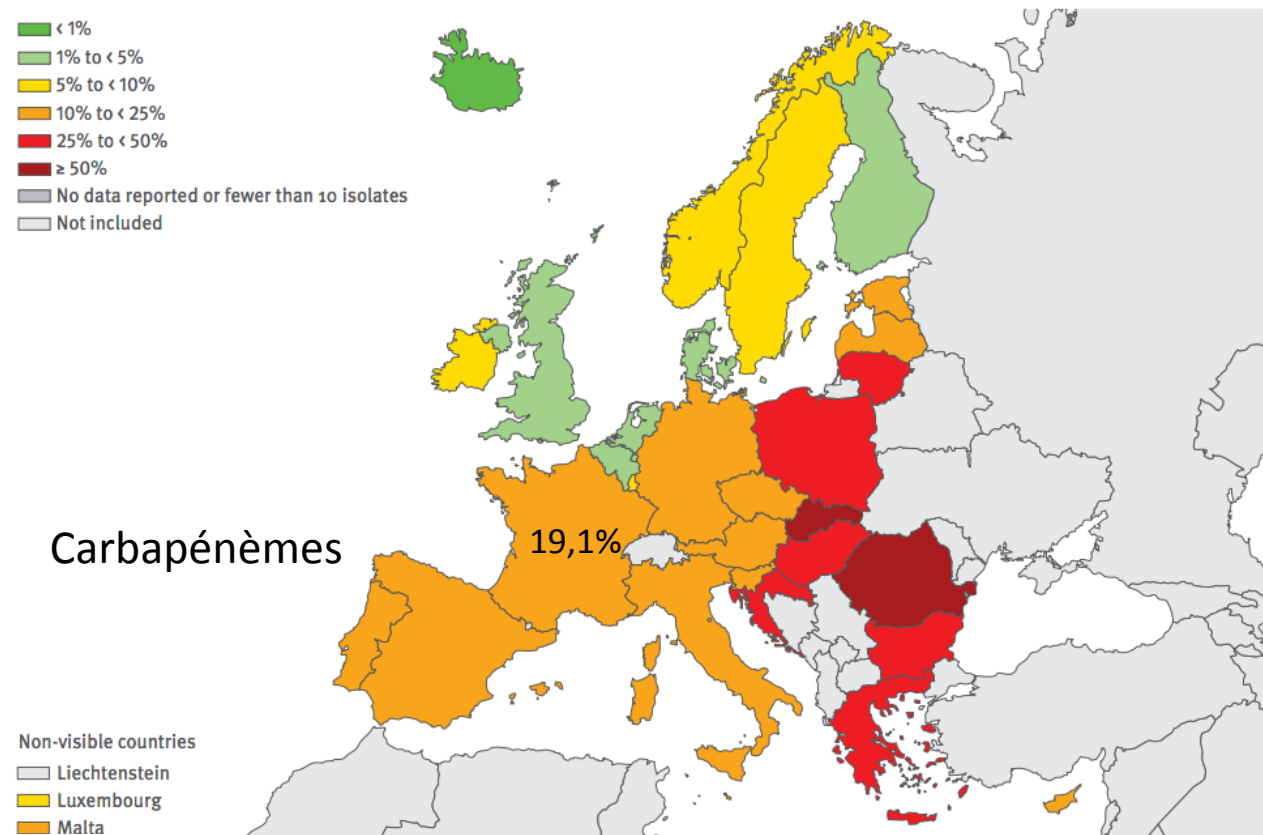 < 1%
1% to < 5%
5% to < 10%
10% to < 25%
25% to < 50%
≥ 50%
No data reported or fewer than 10 isolates
Not included
Carbapénèmes
19,1%
Non-visible countries
Liechtenstein
Luxembourg
Malta